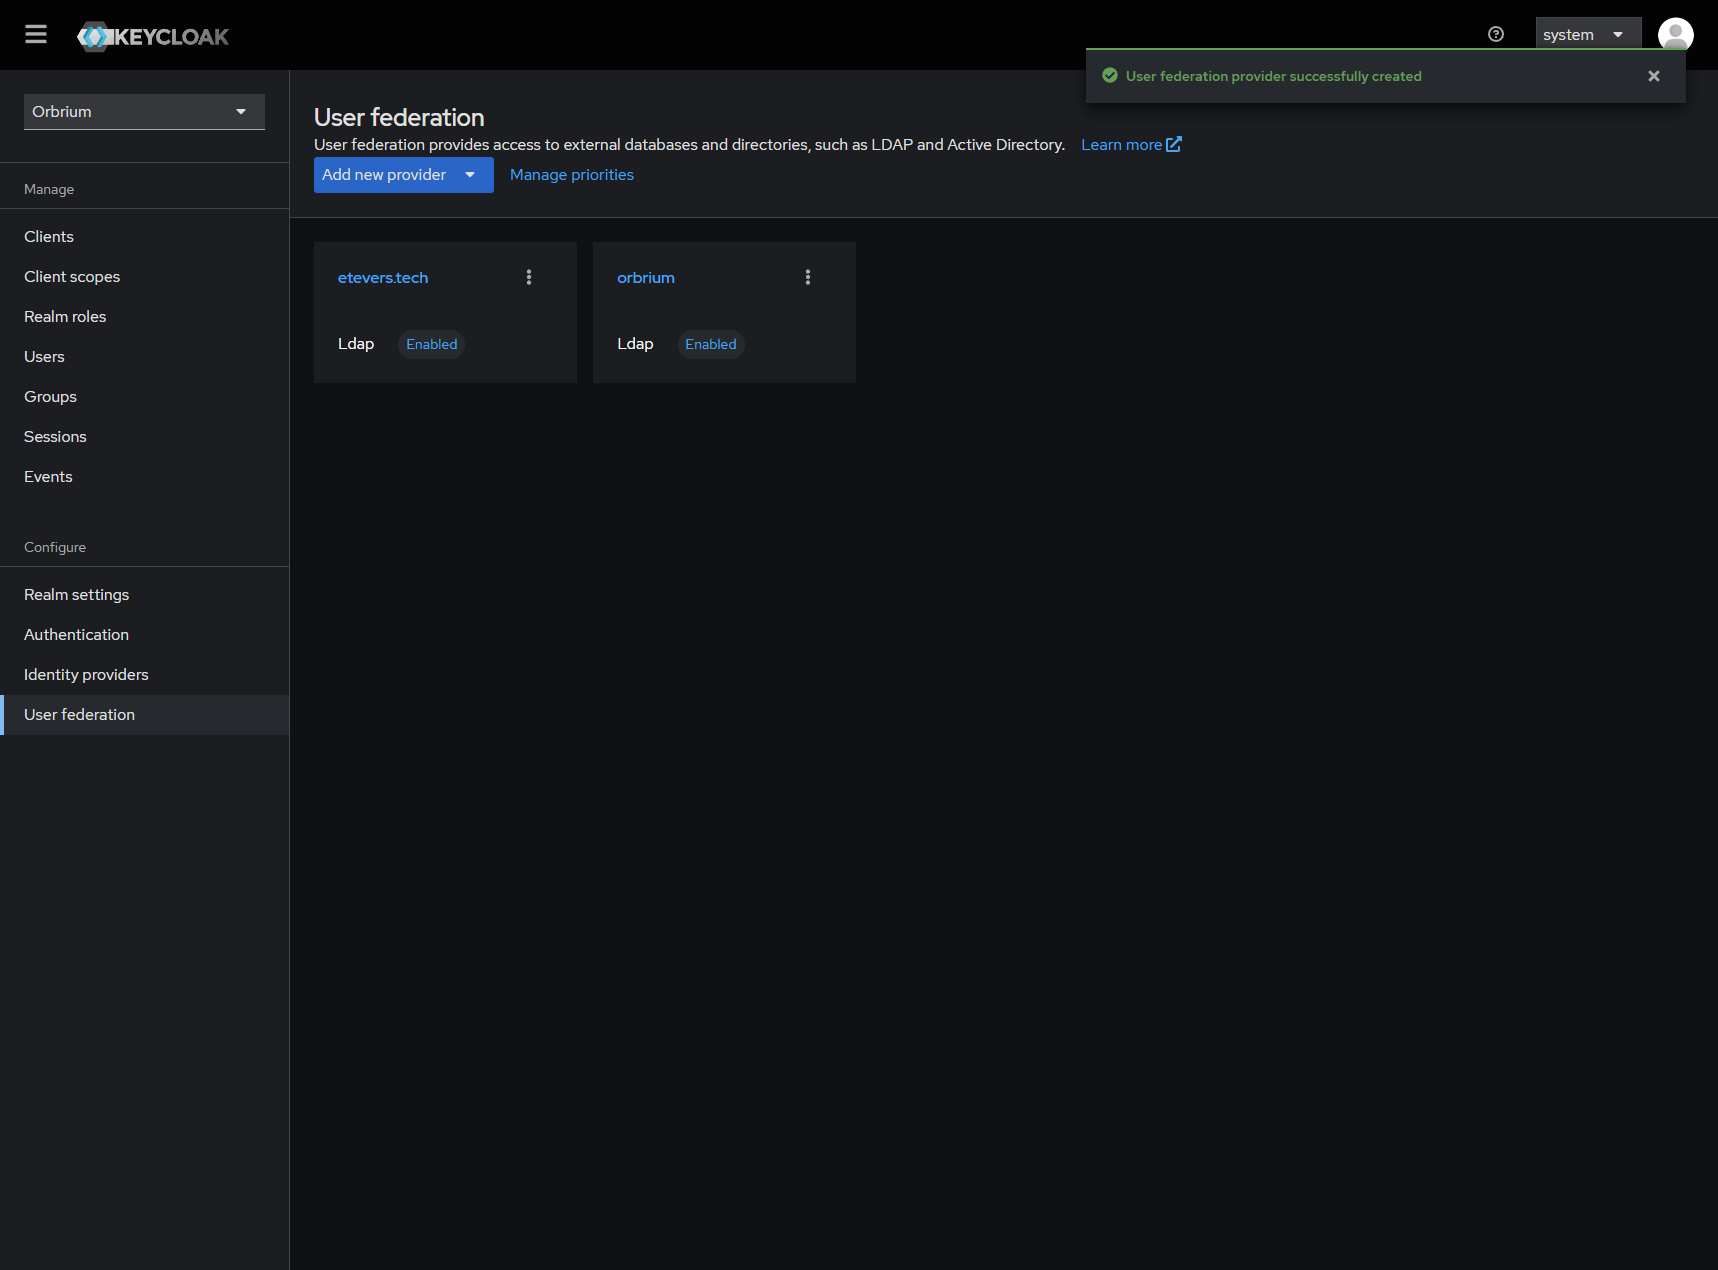 KEYCLOAK
system
User federation provider successfully created
Orbrium
Manage
Clients
Client scopes
Realm roles
Users
Groups
Sessions
Events
Configure
Realm settings
Authentication
Identity providers
User federation
User federation
User federation provides access to external databases and directories, such as LDAP and Active Directory. Learn more
Add new provider Manage priorities
etevers.tech
Ldap Enabled
orbrium
Ldap Enabled